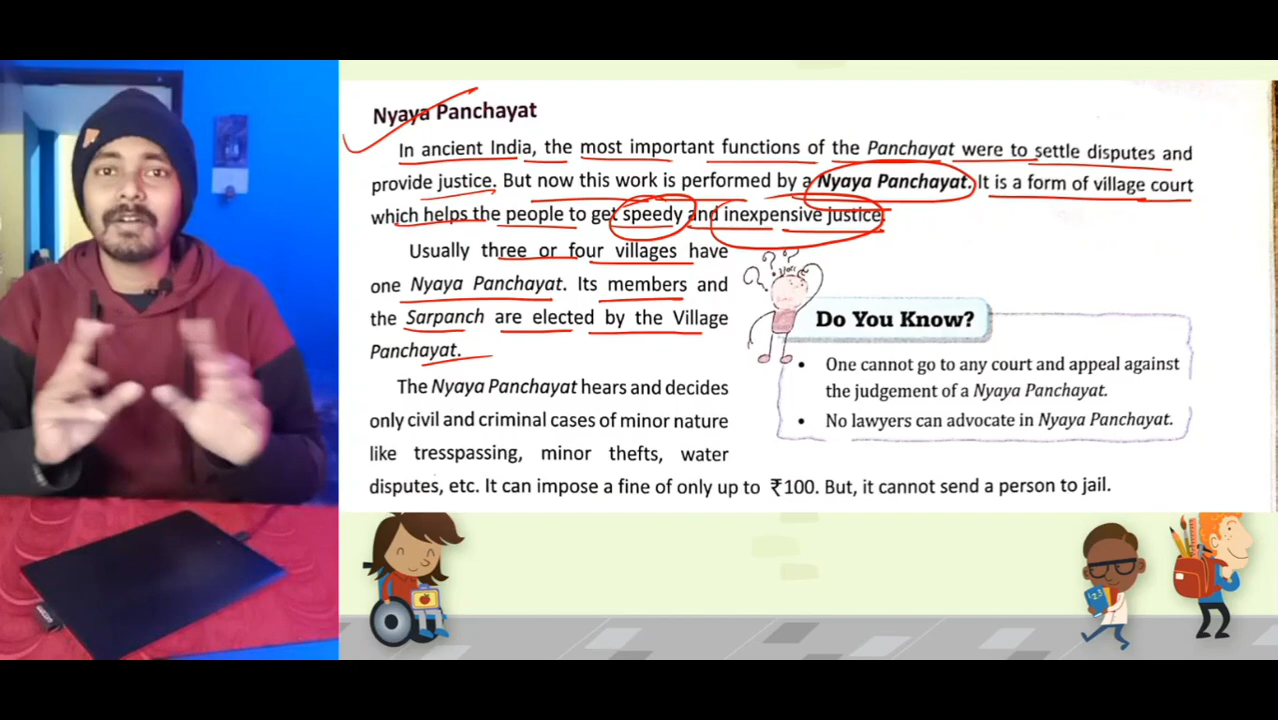 Nyaya Panchayat
In ancient India, the most important functions of the Panchayat were to settle disputes and
provide justice. But now this work is performed by a Nyaya Panchayat. It is a form of village court
which helps the people to get speedy and inexpensive justice.
Usually three or four villages have
one Nyaya Panchayat. Its members and
the Sarpanch are elected by the Village
Panchayat.
The Nyaya Panchayat hears and decides
only civil and criminal cases of minor nature
like tresspassing, minor thefts, water
disputes, etc. It can impose a fine of only up to ₹100. But, it cannot send a person to jail.
Do You Know?
• One cannot go to any court and appeal against
the judgement of a Nyaya Panchayat.
• No lawyers can advocate in Nyaya Panchayat.